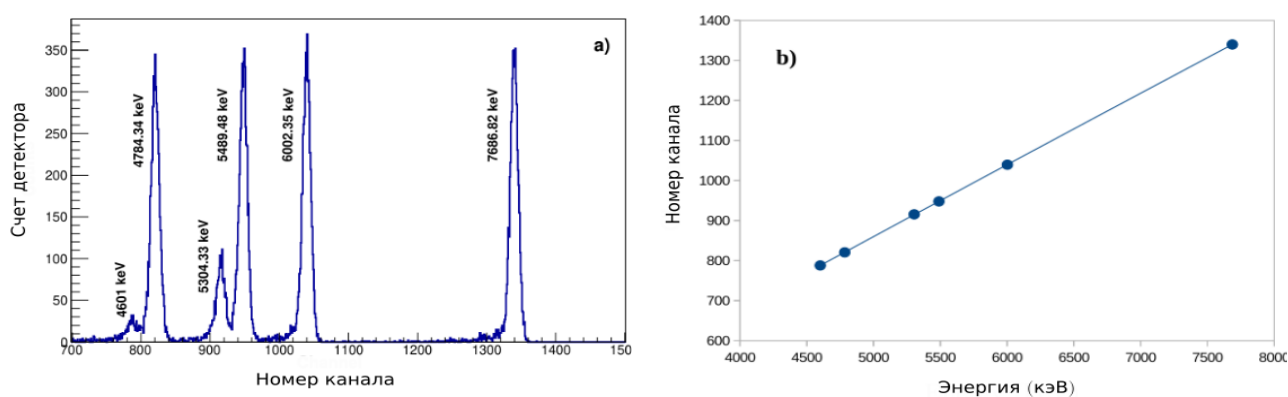 a)
Счет детектора
350
300
250
200
150
100
50
0
4601 keV
4784.34 keV
5304.33 keV
5489.48 keV
6002.35 keV
7686.82 keV
700 800 900 1000 1100 1200 1300 1400 150
Номер канала
b)
Номер канала
1400
1300
1200
1100
1000
900
800
700
600
4000 4500 5000 5500 6000 6500 7000 7500 8000
Энергия (кэВ)